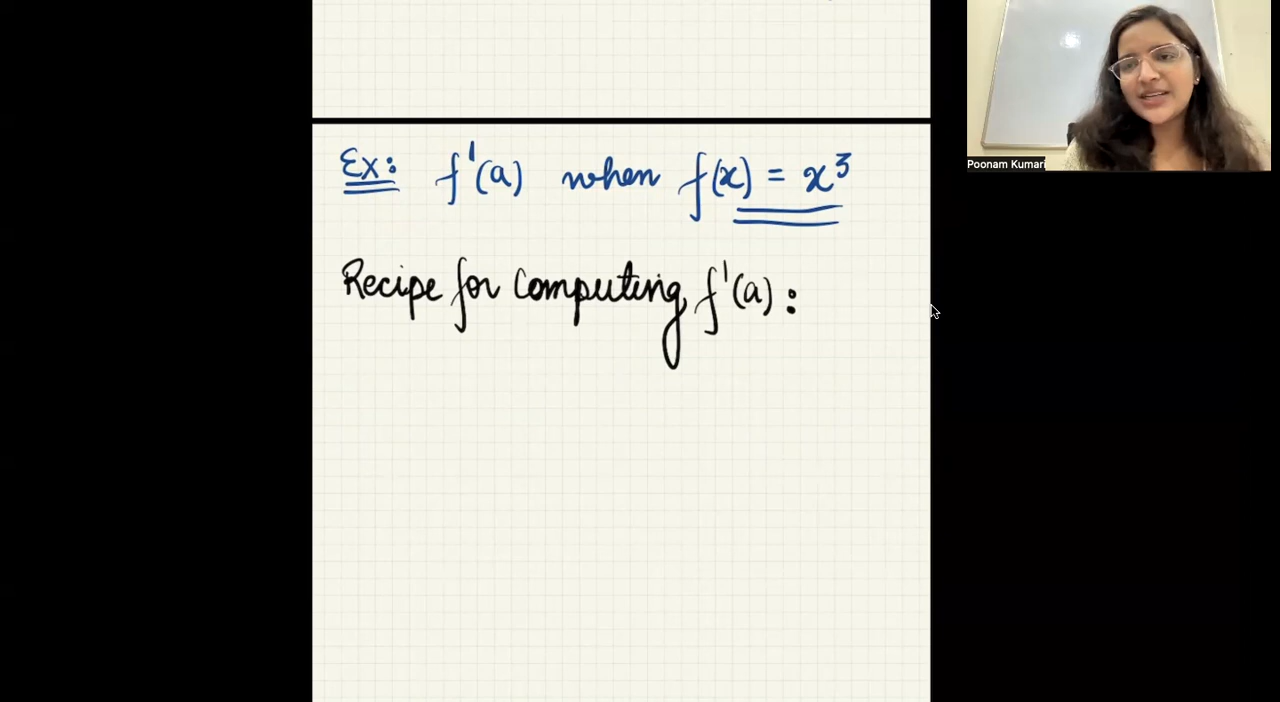 Ex: f'(a) when f(x) = x³
Recipe for Computing f'(a) :
Poonam Kumari